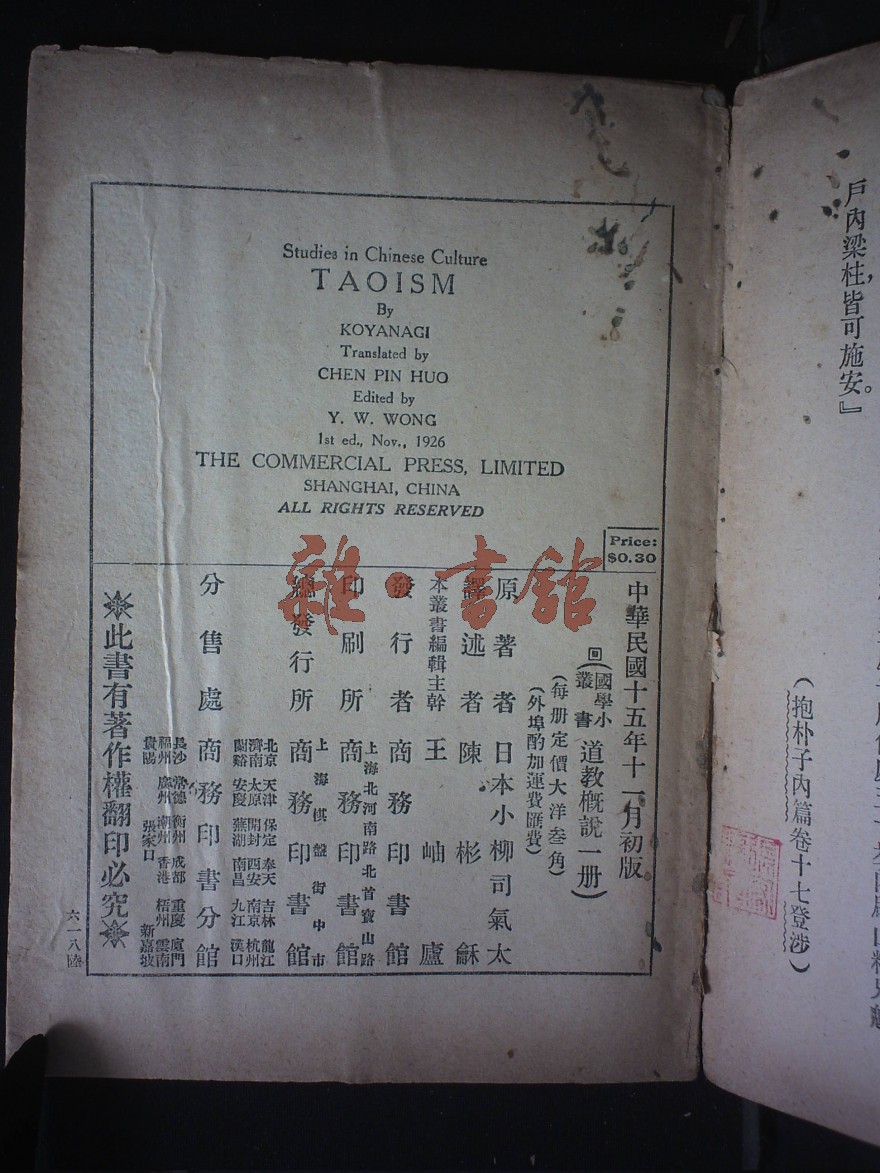 Studies in Chinese Culture
TAOISM
By
KOYANAGI
Translated by
CHEN PIN HUO
Edited by
Y. W. WONG
1st ed., Nov., 1926
THE COMMERCIAL PRESS, LIMITED
SHANGHAI, CHINA
ALL RIGHTS RESERVED
Price:
$0.30
中華民國十五年十一月初版
回(國學小叢書)道教概說一册)
(每册定價大洋叁角)
(外埠酌加運費匯費)
原著者 日本小柳司氣太
譯述者 陳彬龢
本叢書編輯主幹 王岫廬
發行者 商務印書館
印刷所 上海北河南路北首寶山路 商務印書館
總發行所 上海棋盤街中市 商務印書館
分售處 商務印書分館
北京 天津 保定 奉天 吉林 龍江
濟南 太原 開封 西安 南京 杭州
蘭谿 安慶 蕪湖 南昌 九江 漢口
長沙 常德 衡州 成都 重慶 廈門
福州 廣州 潮州 香港 梧州 雲南
貴陽 張家口 新嘉坡
此書有著作權翻印必究
六一八陸
雜·書館
戶內梁柱,皆可施安。』
(抱朴子內篇卷十七登涉)